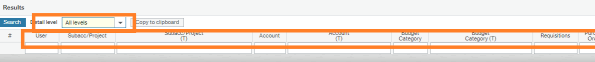 Results
Search Detail level All levels Copy to clipboard
# User Subacc/Project Subacc/Project (T) Account Account (T) Budget Category Budget Category (T) Requisitions